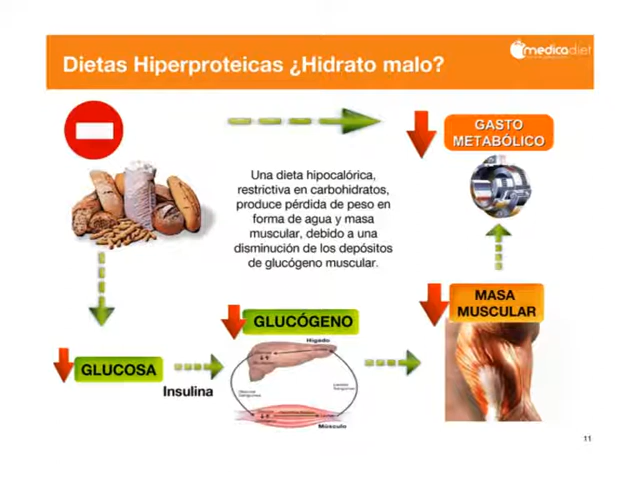 medicadiet
Dietas Hiperproteicas ¿Hidrato malo?
GASTO
METABÓLICO
Una dieta hipocalórica,
restrictiva en carbohidratos,
produce pérdida de peso en
forma de agua y masa
muscular, debido a una
disminución de los depósitos
de glucógeno muscular.
MASA
MUSCULAR
GLUCÓGENO
Hígado
GLUCOSA
Insulina
Músculo
11